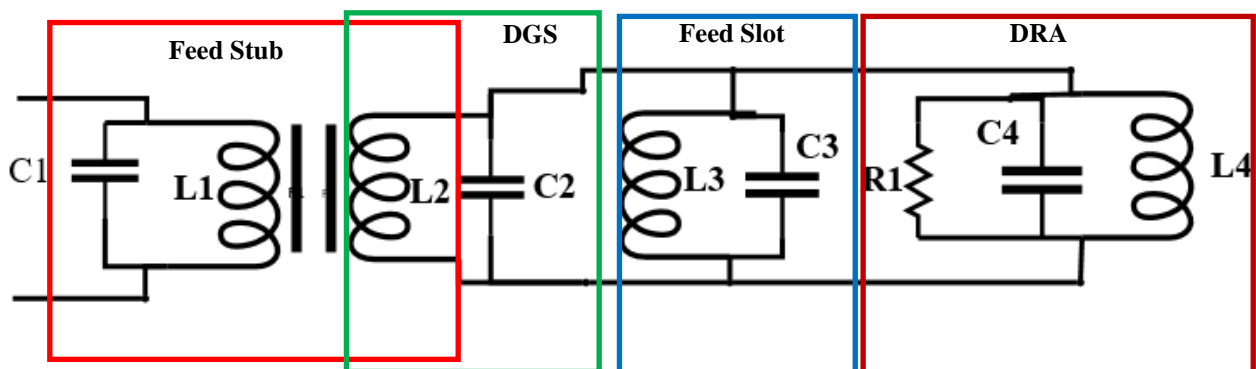 Feed Stub
DGS
Feed Slot
DRA
C1
L1
L2
C2
L3
C3
R1
C4
L4